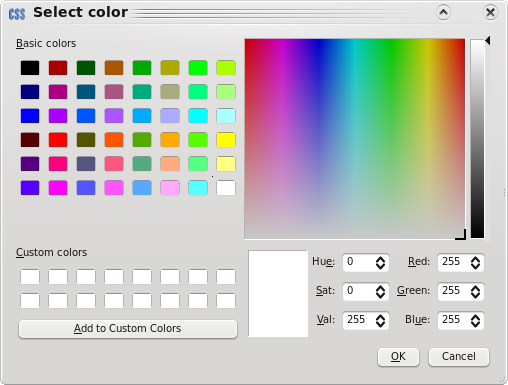 CSS Select color
Basic colors
Custom colors
Hue: 0 Red: 255
Sat: 0 Green: 255
Val: 255 Blue: 255
Add to Custom Colors
OK Cancel